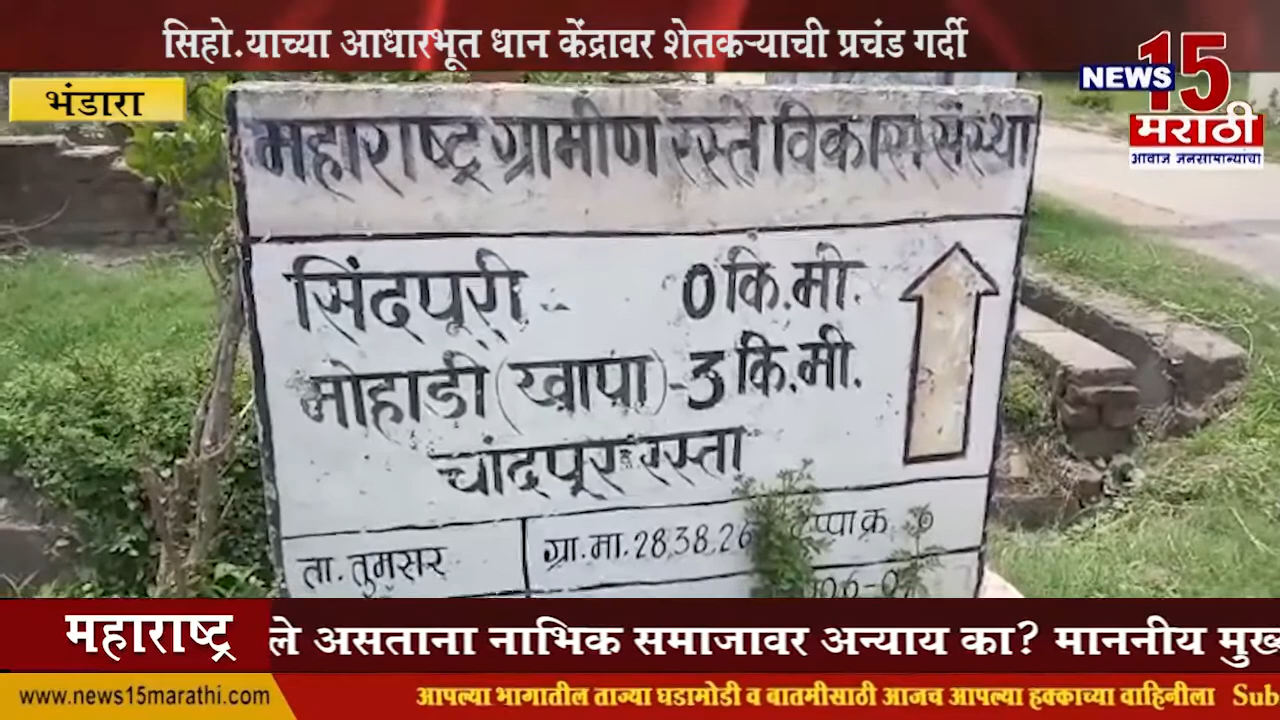 सिहो.याच्या आधारभूत धान केंद्रावर शेतकऱ्याची प्रचंड गर्दी
NEWS 15
मराठी
आवाज जनसामान्यांचा
भंडारा
महाराष्ट्र ग्रामीण रस्ते विकास संस्था
सिंदपूरी - 0 कि.मी.
मोहाडी (खापा) - 3 कि.मी.
चांदपूर रस्ता
ता. तुमसर
ग्रा.मा. 28,38,26 टप्पा क्र
महाराष्ट्र
ले असताना नाभिक समाजावर अन्याय का? माननीय मुख
www.news15marathi.com
आपल्या भागातील ताज्या घडामोडी व बातमीसाठी आजच आपल्या हक्काच्या वाहिनीला Sub